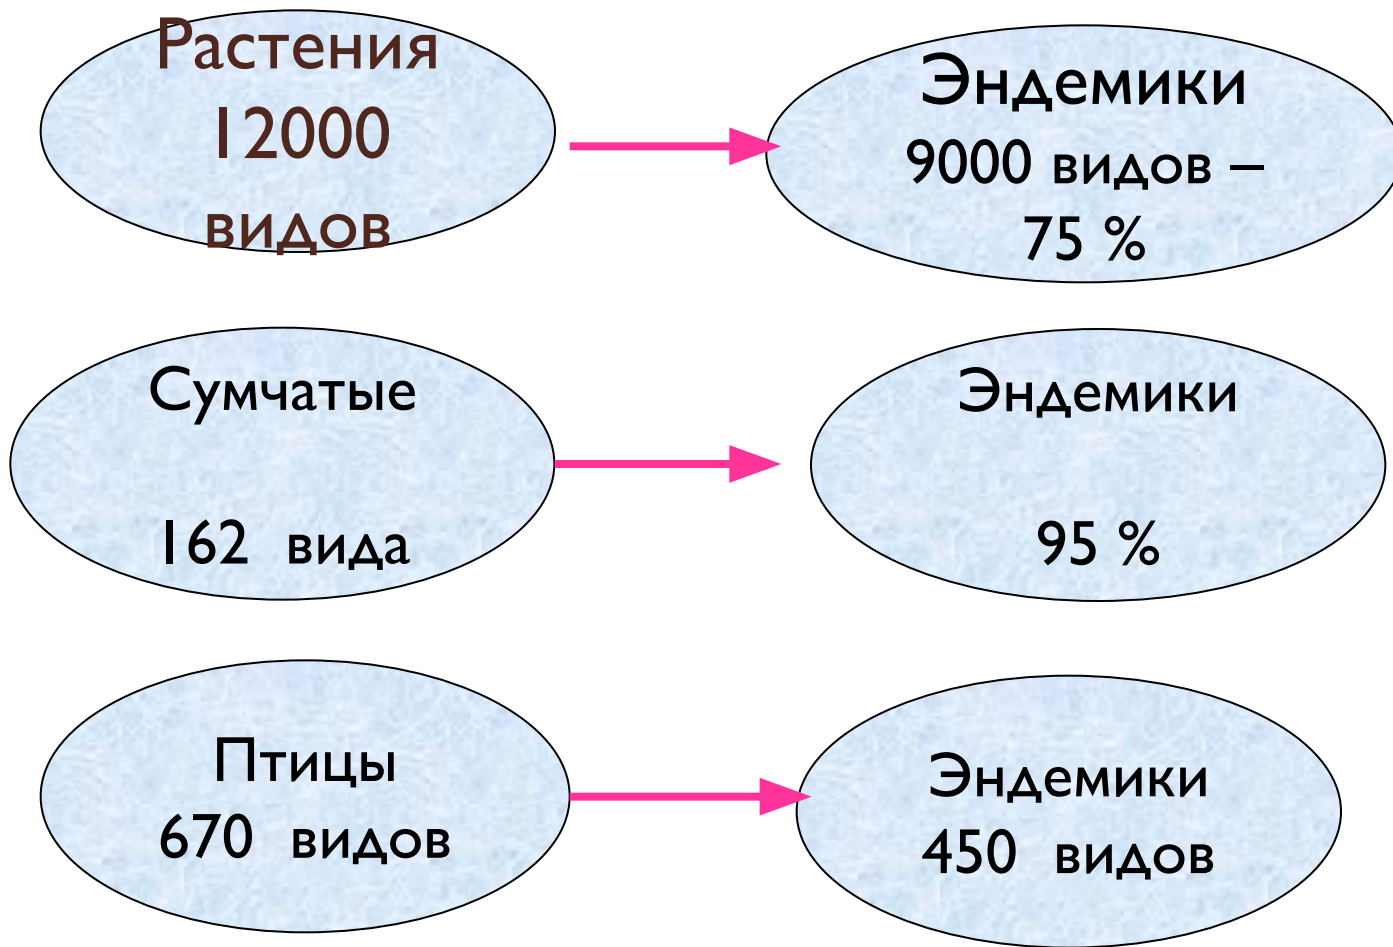 Растения
12000
видов
Эндемики
9000 видов –
75 %
Сумчатые
162 вида
Эндемики
95 %
Птицы
670 видов
Эндемики
450 видов